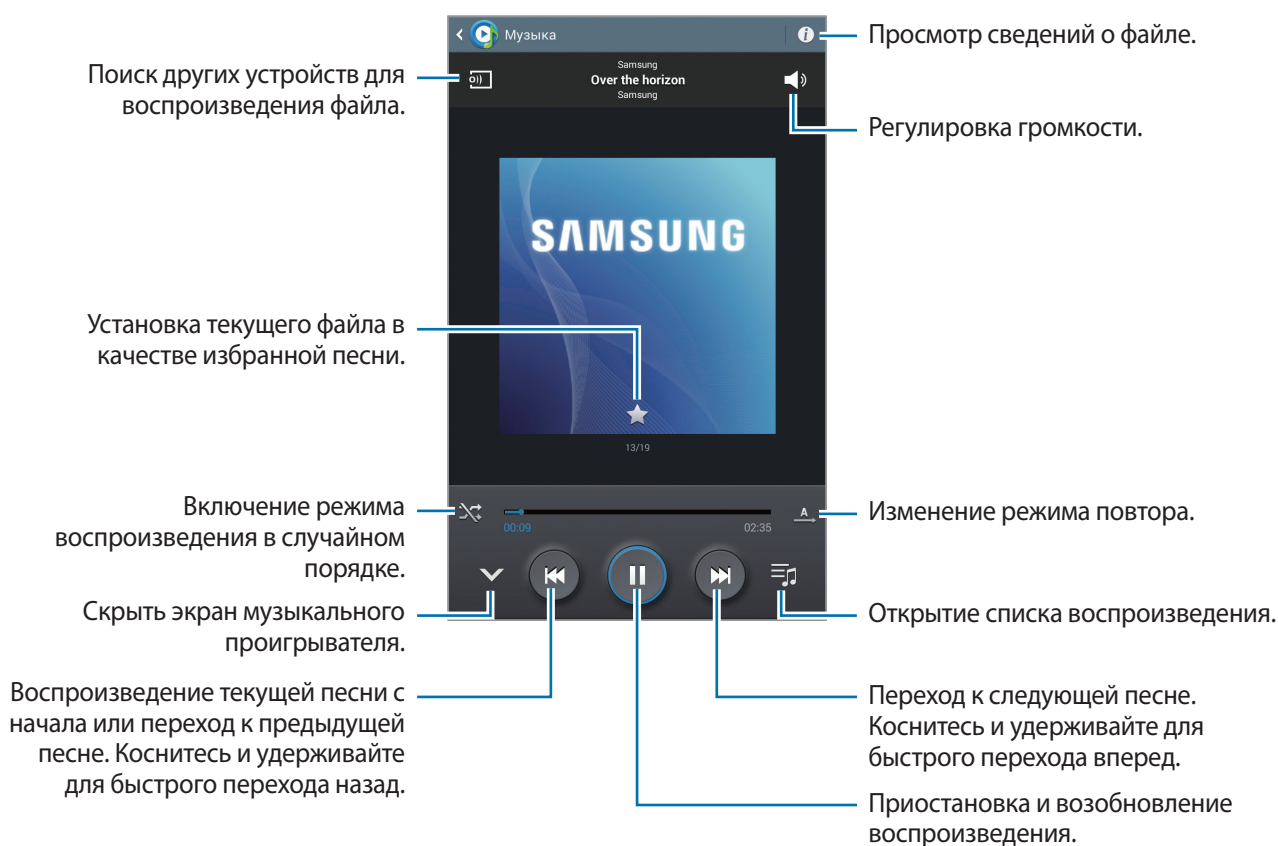 Музыка
Samsung
Over the horizon
Samsung
SAMSUNG
13/19
00:09
02:35
A
Поиск других устройств для
воспроизведения файла.
Установка текущего файла в
качестве избранной песни.
Включение режима
воспроизведения в случайном
порядке.
Скрыть экран музыкального
проигрывателя.
Воспроизведение текущей песни с
начала или переход к предыдущей
песне. Коснитесь и удерживайте
для быстрого перехода назад.
Просмотр сведений о файле.
Регулировка громкости.
Изменение режима повтора.
Открытие списка воспроизведения.
Переход к следующей песне.
Коснитесь и удерживайте для
быстрого перехода вперед.
Приостановка и возобновление
воспроизведения.